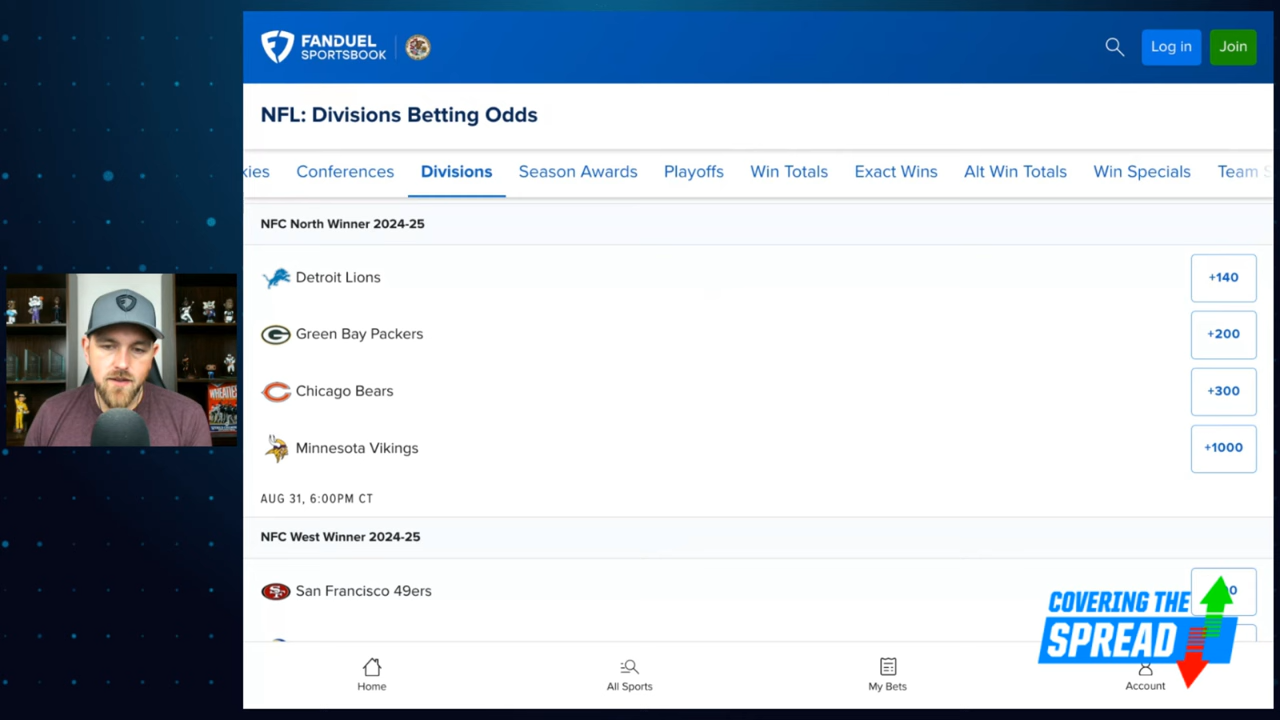 FANDUEL
SPORTSBOOK
Log in
Join
NFL: Divisions Betting Odds
kies
Conferences
Divisions
Season Awards
Playoffs
Win Totals
Exact Wins
Alt Win Totals
Win Specials
Team S
NFC North Winner 2024-25
Detroit Lions
+140
Green Bay Packers
+200
Chicago Bears
+300
Minnesota Vikings
+1000
AUG 31, 6:00PM CT
NFC West Winner 2024-25
San Francisco 49ers
COVERING THE
SPREAD
Home
All Sports
My Bets
Account
WHEATIES